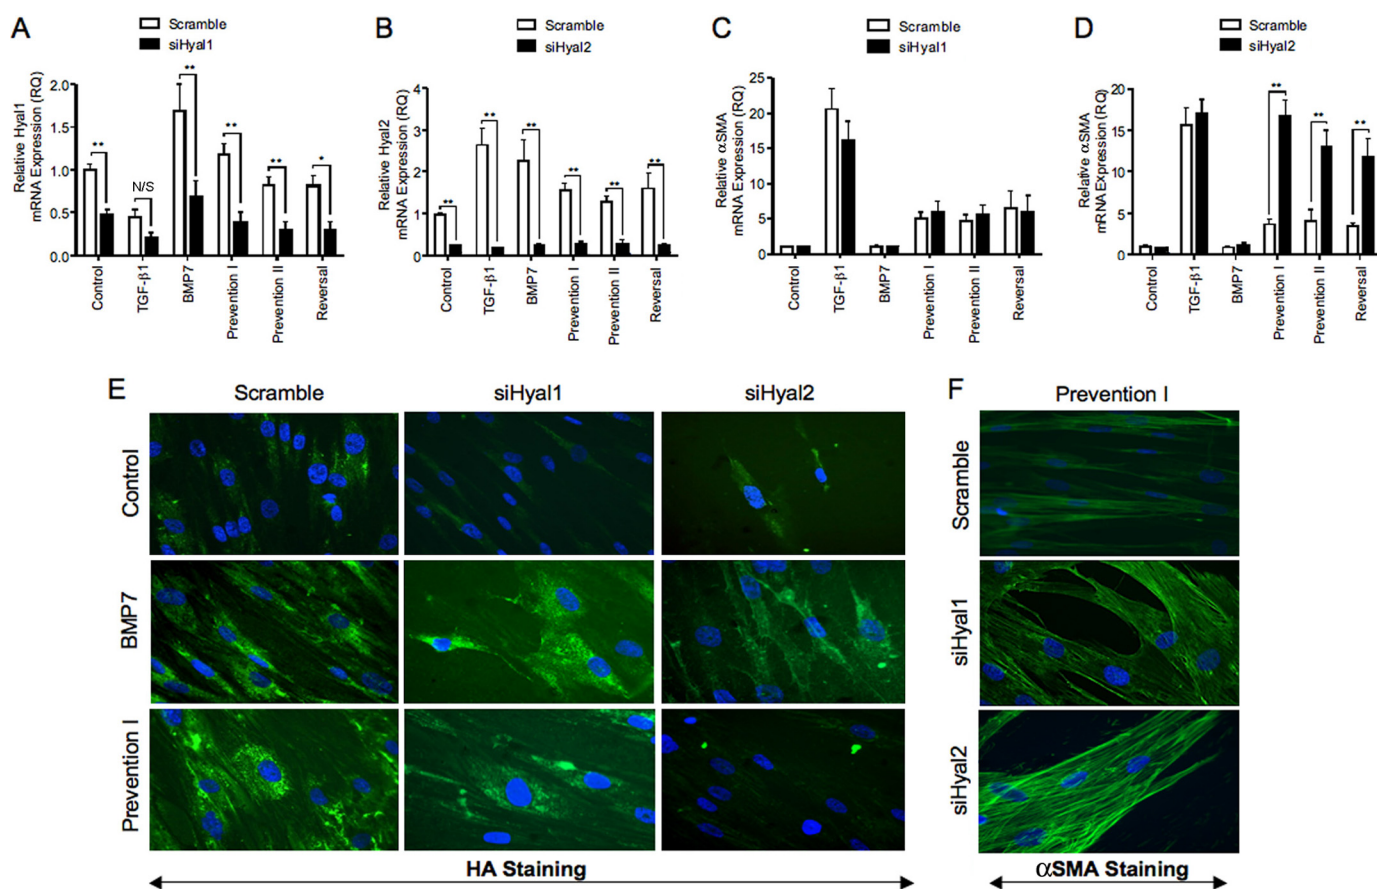 A
Scramble
siHyal1
Relative Hyal1
mRNA Expression (RQ)
2.0
1.5
1.0
0.5
0.0
**
N/S
**
**
**
*
Control
TGF-β1
BMP7
Prevention I
Prevention II
Reversal
B
Scramble
siHyal2
Relative Hyal2
mRNA Expression (RQ)
4
3
2
1
0
**
**
**
**
**
**
Control
TGF-β1
BMP7
Prevention I
Prevention II
Reversal
C
Scramble
siHyal1
Relative αSMA
mRNA Expression (RQ)
25
20
15
10
5
0
Control
TGF-β1
BMP7
Prevention I
Prevention II
Reversal
D
Scramble
siHyal2
Relative αSMA
mRNA Expression (RQ)
20
15
10
5
0
**
**
**
Control
TGF-β1
BMP7
Prevention I
Prevention II
Reversal
E
Scramble
siHyal1
siHyal2
Control
BMP7
Prevention I
HA Staining
F
Prevention I
Scramble
siHyal1
siHyal2
αSMA Staining